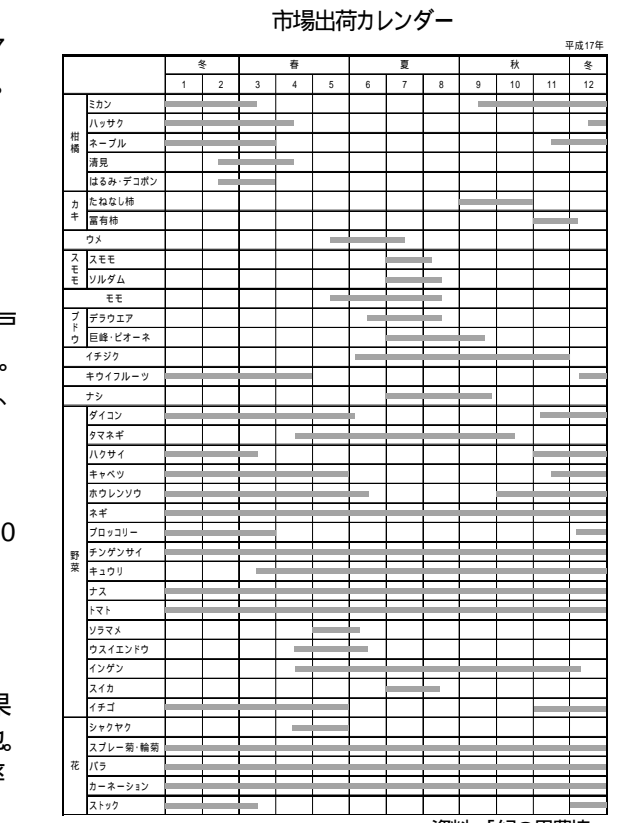 市場出荷カレンダー
平成17年
冬 春 夏 秋 冬
1 2 3 4 5 6 7 8 9 10 11 12
柑橘
ミカン
ハッサク
ネーブル
清見
はるみ・デコポン
カキ
たねなし柿
富有柿
ウメ
スモモ
スモモ
ソルダム
モモ
ブドウ
デラウエア
巨峰・ピオーネ
イチジク
キウイフルーツ
ナシ
野菜
ダイコン
タマネギ
ハクサイ
キャベツ
ホウレンソウ
ネギ
ブロッコリー
チンゲンサイ
キュウリ
ナス
トマト
ソラマメ
ウスイエンドウ
インゲン
スイカ
イチゴ
花
シャクヤク
スプレー菊・輪菊
バラ
カーネーション
ストック
。
戸
。
、
0
果